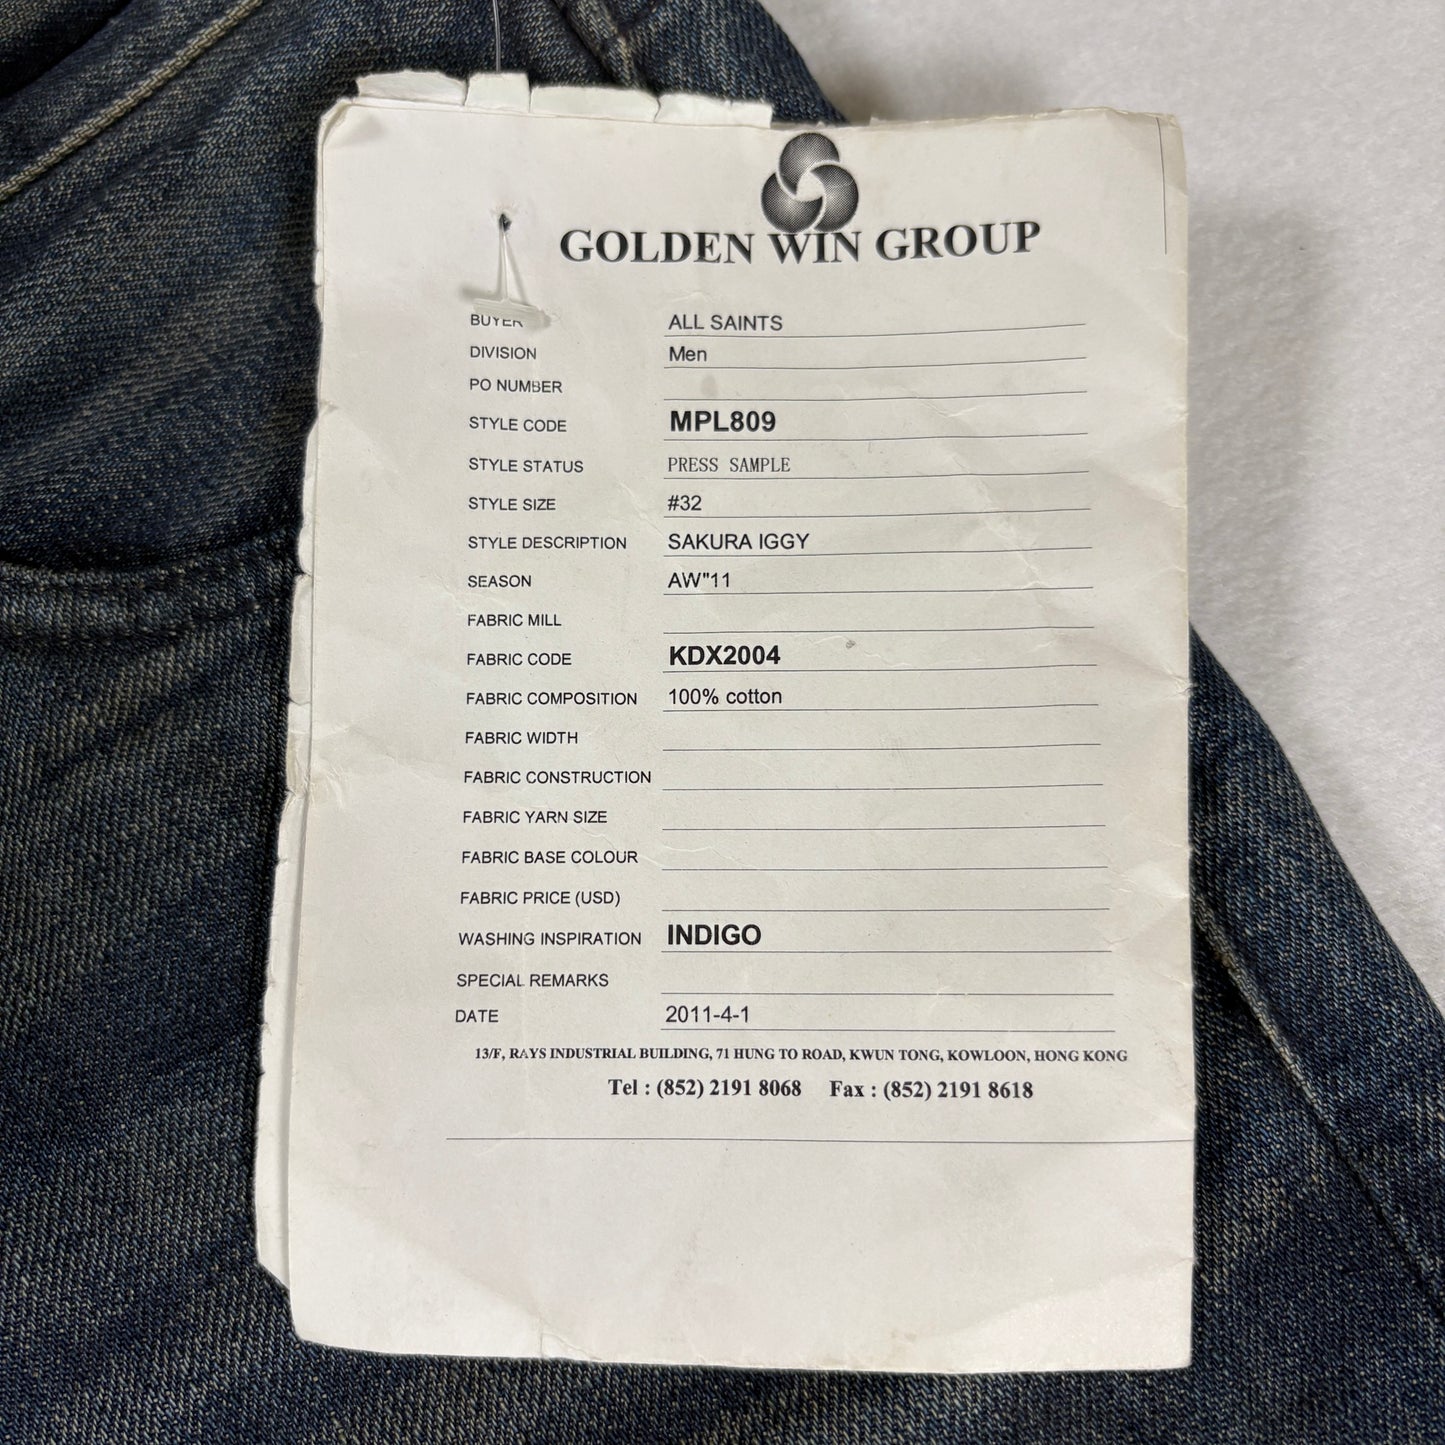 GOLDEN WIN GROUP
BUYER ALL SAINTS
DIVISION Men
PO NUMBER
STYLE CODE MPL809
STYLE STATUS PRESS SAMPLE
STYLE SIZE #32
STYLE DESCRIPTION SAKURA IGGY
SEASON AW"11
FABRIC MILL
FABRIC CODE KDX2004
FABRIC COMPOSITION 100% cotton
FABRIC WIDTH
FABRIC CONSTRUCTION
FABRIC YARN SIZE
FABRIC BASE COLOUR
FABRIC PRICE (USD)
WASHING INSPIRATION INDIGO
SPECIAL REMARKS
DATE 2011-4-1
13/F, RAYS INDUSTRIAL BUILDING, 71 HUNG TO ROAD, KWUN TONG, KOWLOON, HONG KONG
Tel : (852) 2191 8068 Fax : (852) 2191 8618